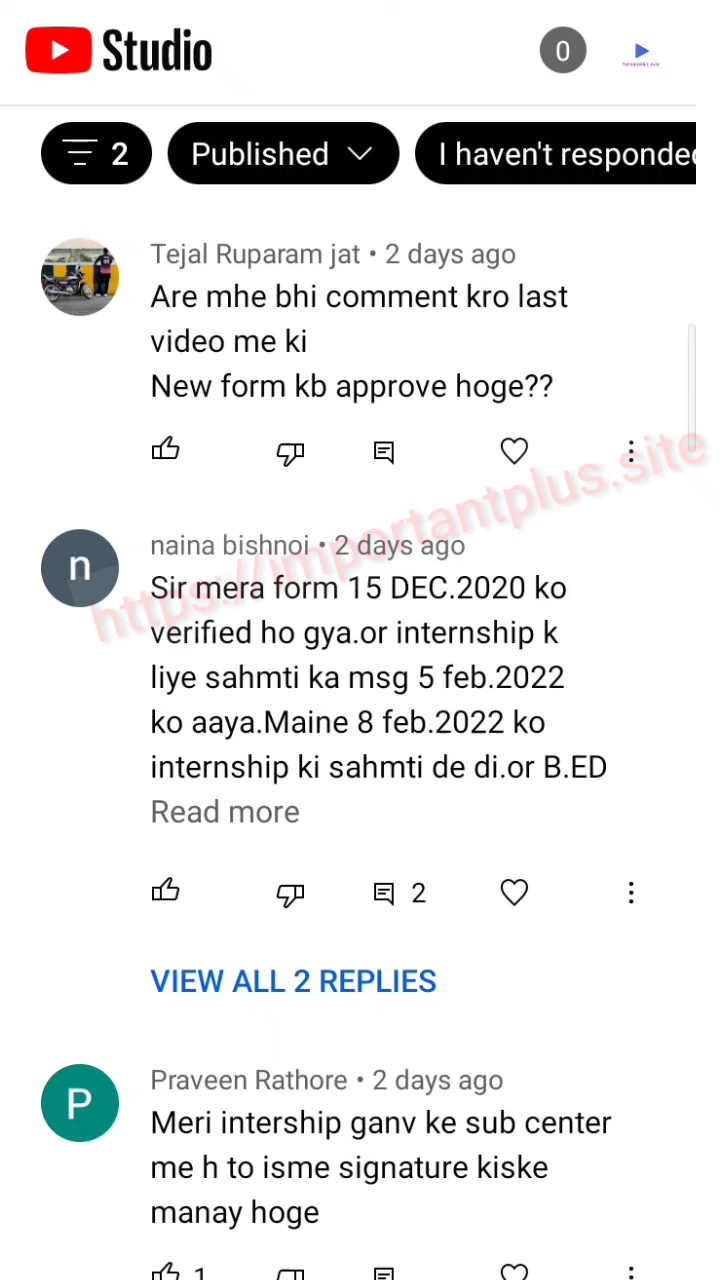 Studio
0
2
Published
I haven't responded
Tejal Ruparam jat • 2 days ago
Are mhe bhi comment kro last
video me ki
New form kb approve hoge??
https://importantplus.site
n
naina bishnoi • 2 days ago
Sir mera form 15 DEC.2020 ko
verified ho gya.or internship k
liye sahmti ka msg 5 feb.2022
ko aaya.Maine 8 feb.2022 ko
internship ki sahmti de di.or B.ED
Read more
2
VIEW ALL 2 REPLIES
P
Praveen Rathore • 2 days ago
Meri intership ganv ke sub center
me h to isme signature kiske
manay hoge
1